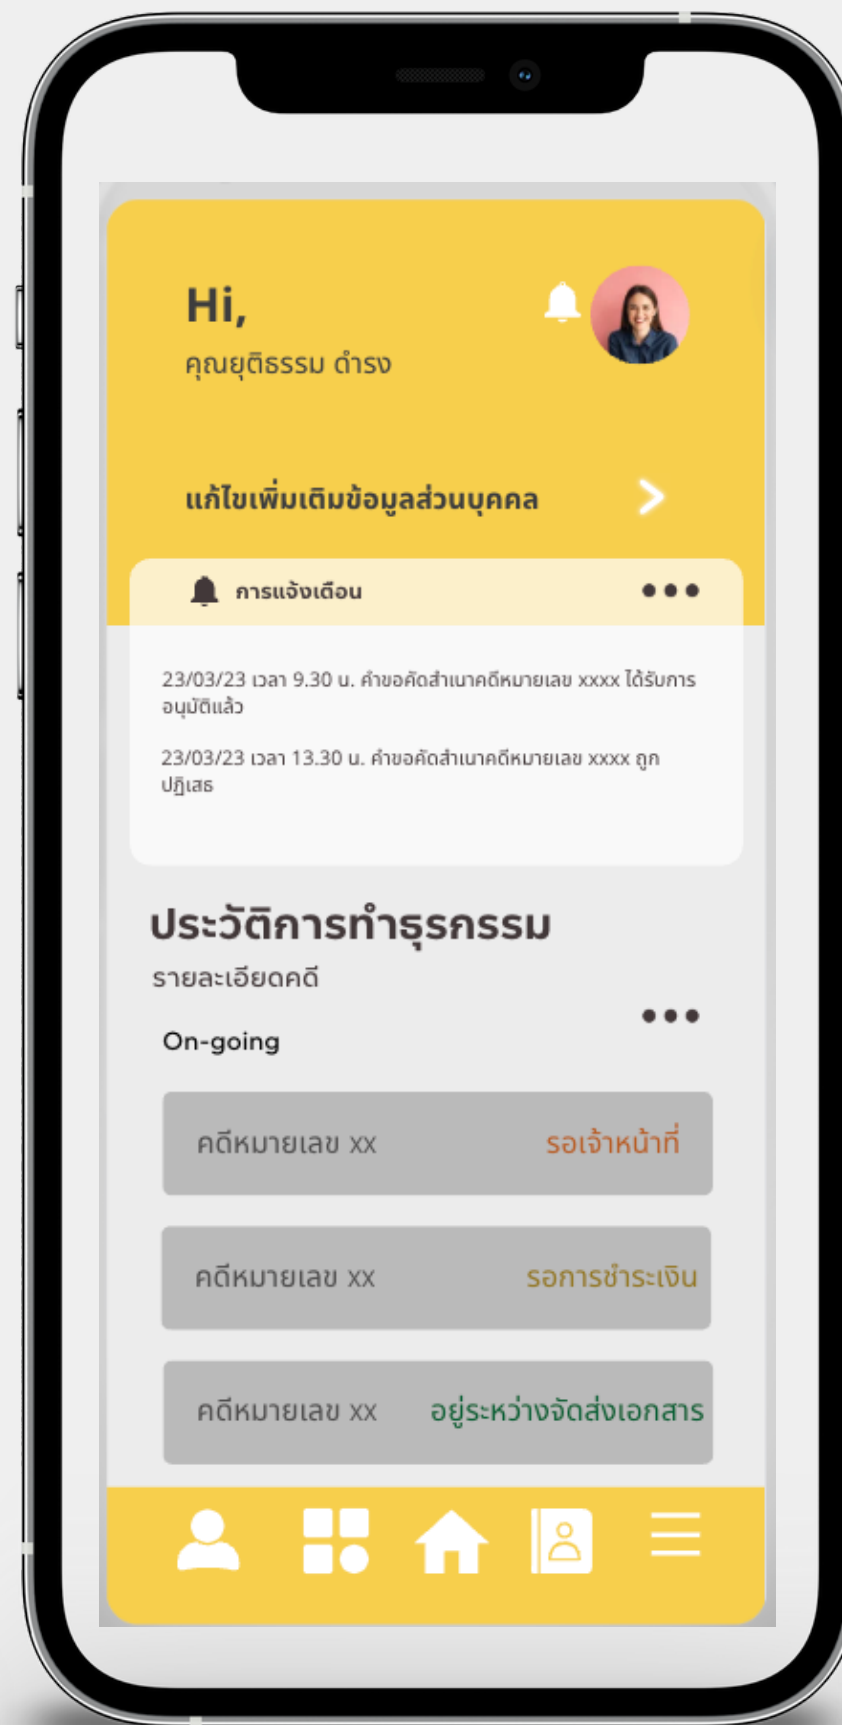 Hi,
คุณยุติธรรม ดำรง
แก้ไขเพิ่มเติมข้อมูลส่วนบุคคล
การแจ้งเตือน
23/03/23 เวลา 9.30 น. คำขอคัดสำเนาคดีหมายเลข xxxx ได้รับการ
อนุมัติแล้ว
23/03/23 เวลา 13.30 น. คำขอคัดสำเนาคดีหมายเลข xxxx ถูก
ปฏิเสธ
ประวัติการทำธุรกรรม
รายละเอียดคดี
On-going
คดีหมายเลข xx รอเจ้าหน้าที่
คดีหมายเลข xx รอการชำระเงิน
คดีหมายเลข xx อยู่ระหว่างจัดส่งเอกสาร